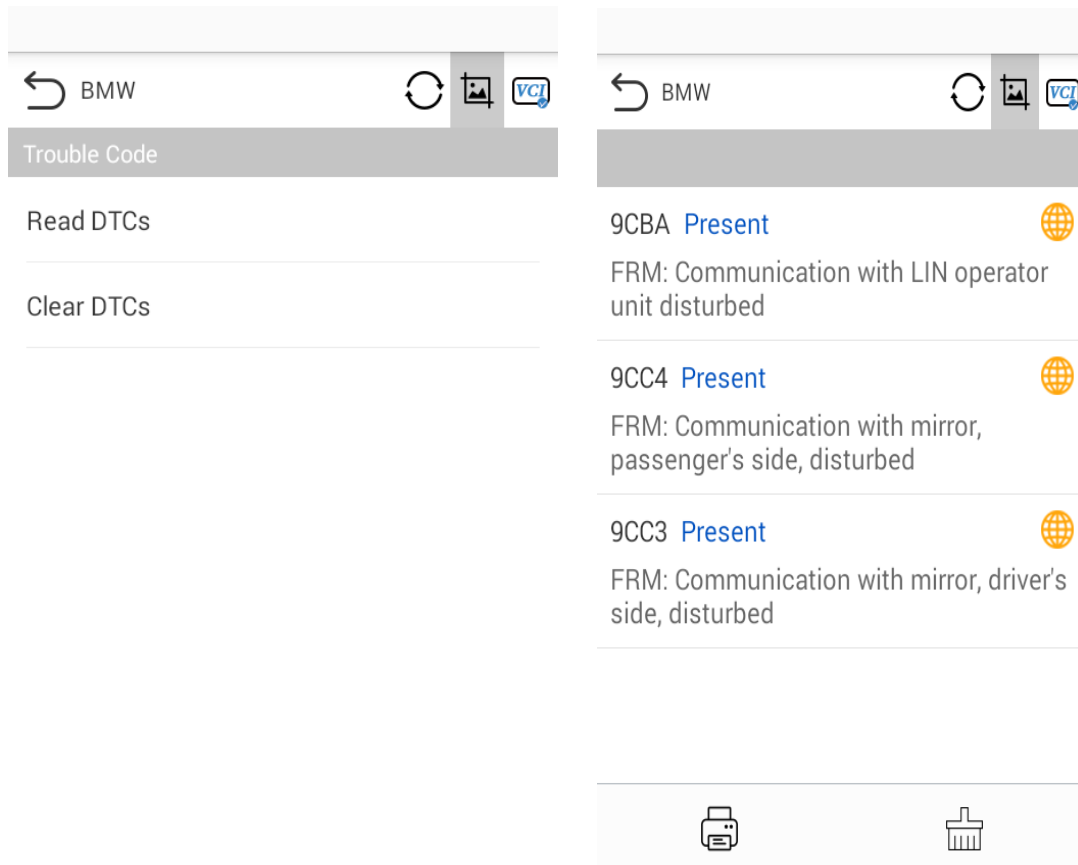 BMW
VCI
Trouble Code
Read DTCs
Clear DTCs
BMW
VCI
9CBA Present
FRM: Communication with LIN operator
unit disturbed
9CC4 Present
FRM: Communication with mirror,
passenger's side, disturbed
9CC3 Present
FRM: Communication with mirror, driver's
side, disturbed